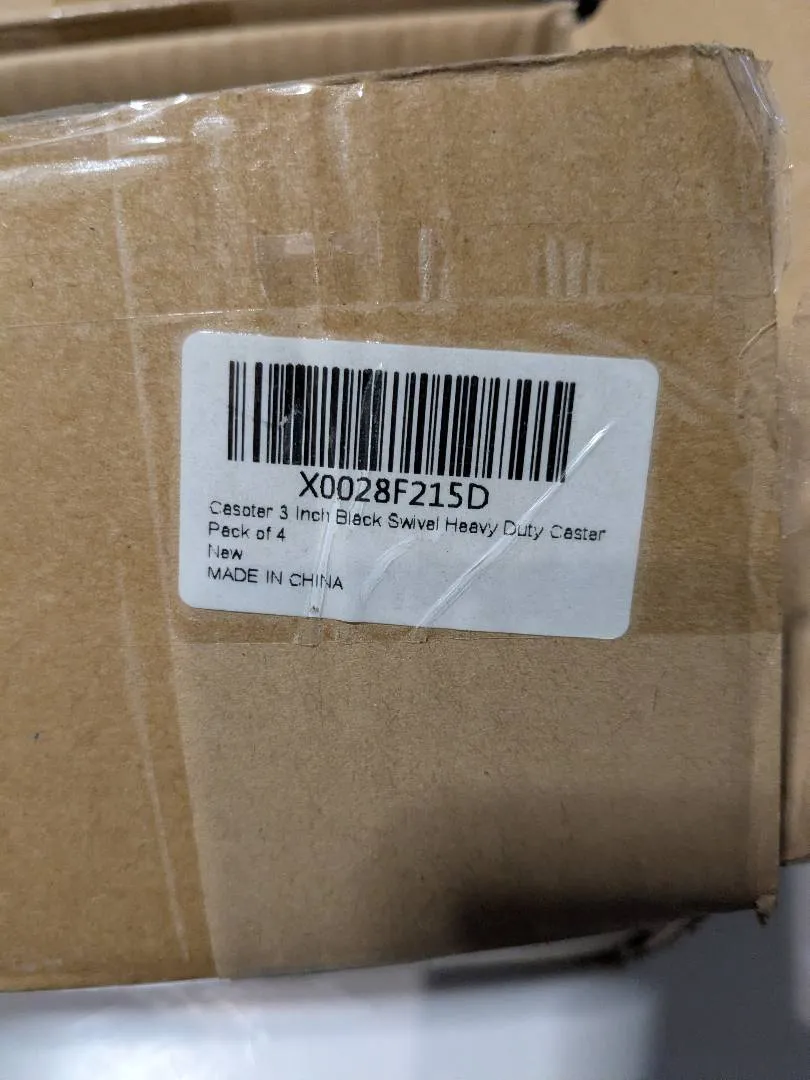 X0028F215D
Casoter 3 Inch Black Swivel Heavy Duty Caster
Pack of 4
New
MADE IN CHINA